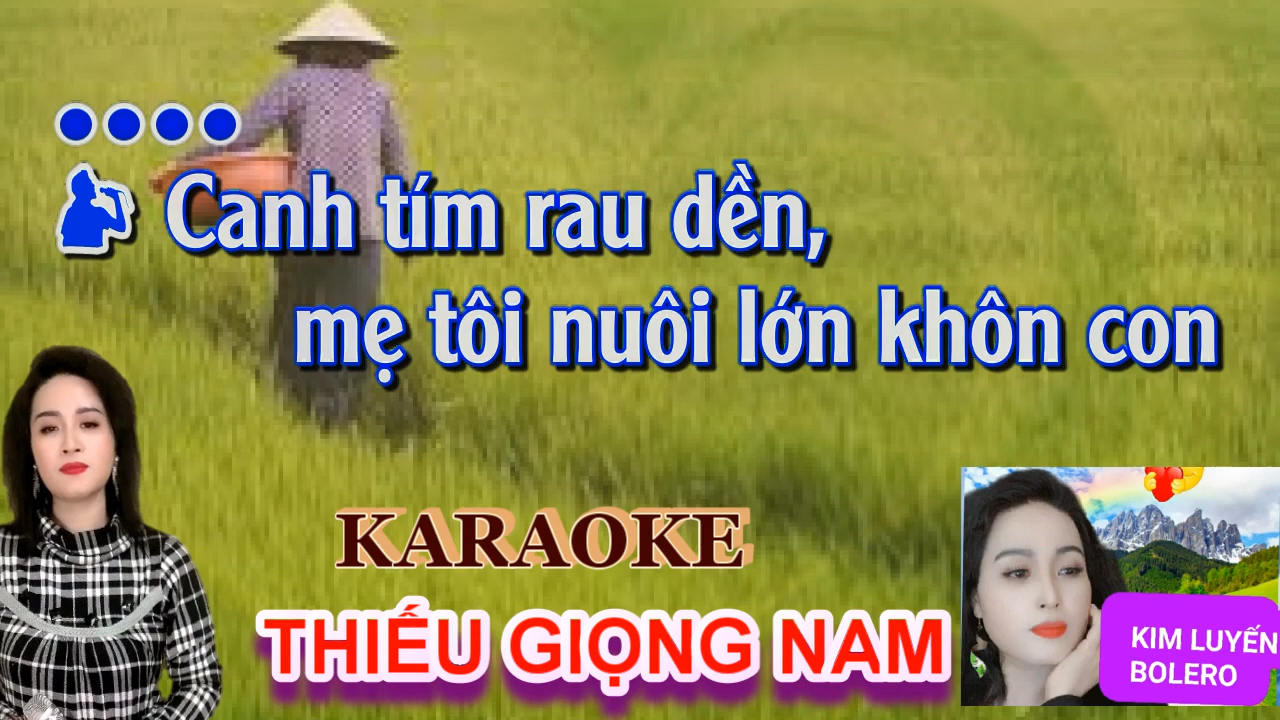 Canh tím rau dền,
mẹ tôi nuôi lớn khôn con
KARAOKE
THIẾU GIỌNG NAM
KIM LUYẾN
BOLERO